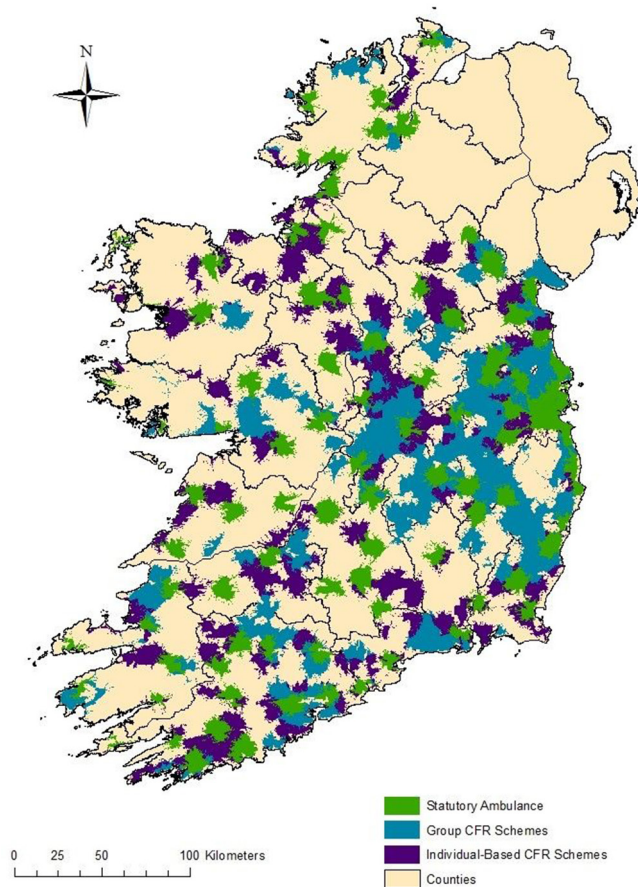 N
Statutory Ambulance
Group CFR Schemes
Individual-Based CFR Schemes
Counties
0 25 50 100 Kilometers